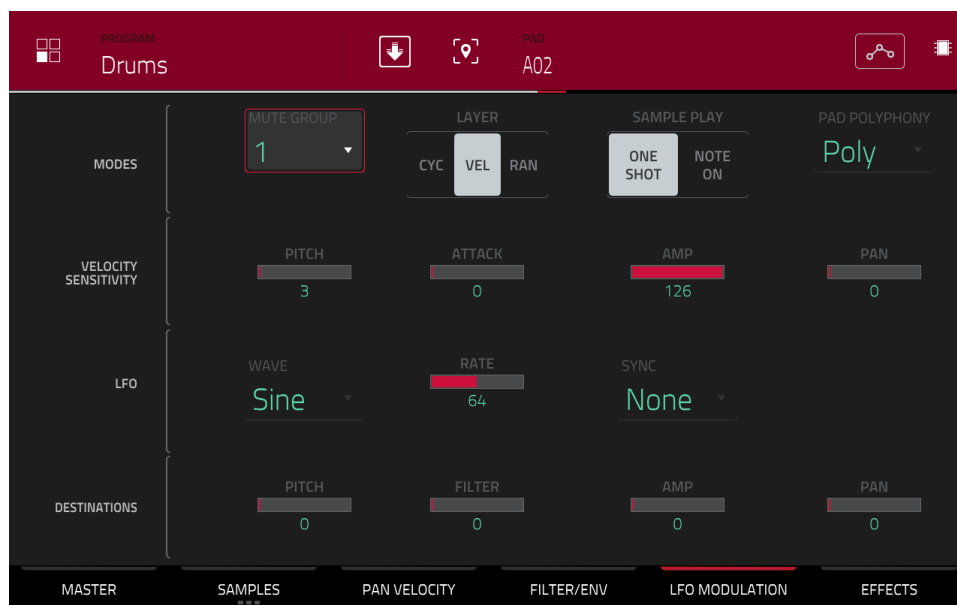 PROGRAM
Drums
PAD
A02
MODES
MUTE GROUP
1
LAYER
CYC VEL RAN
SAMPLE PLAY
ONE SHOT
NOTE ON
PAD POLYPHONY
Poly
VELOCITY
SENSITIVITY
PITCH ATTACK AMP PAN
3 0 126 0
LFO
WAVE RATE SYNC
Sine 64 None
DESTINATIONS
PITCH FILTER AMP PAN
0 0 0 0
MASTER SAMPLES PAN VELOCITY FILTER/ENV LFO MODULATION EFFECTS